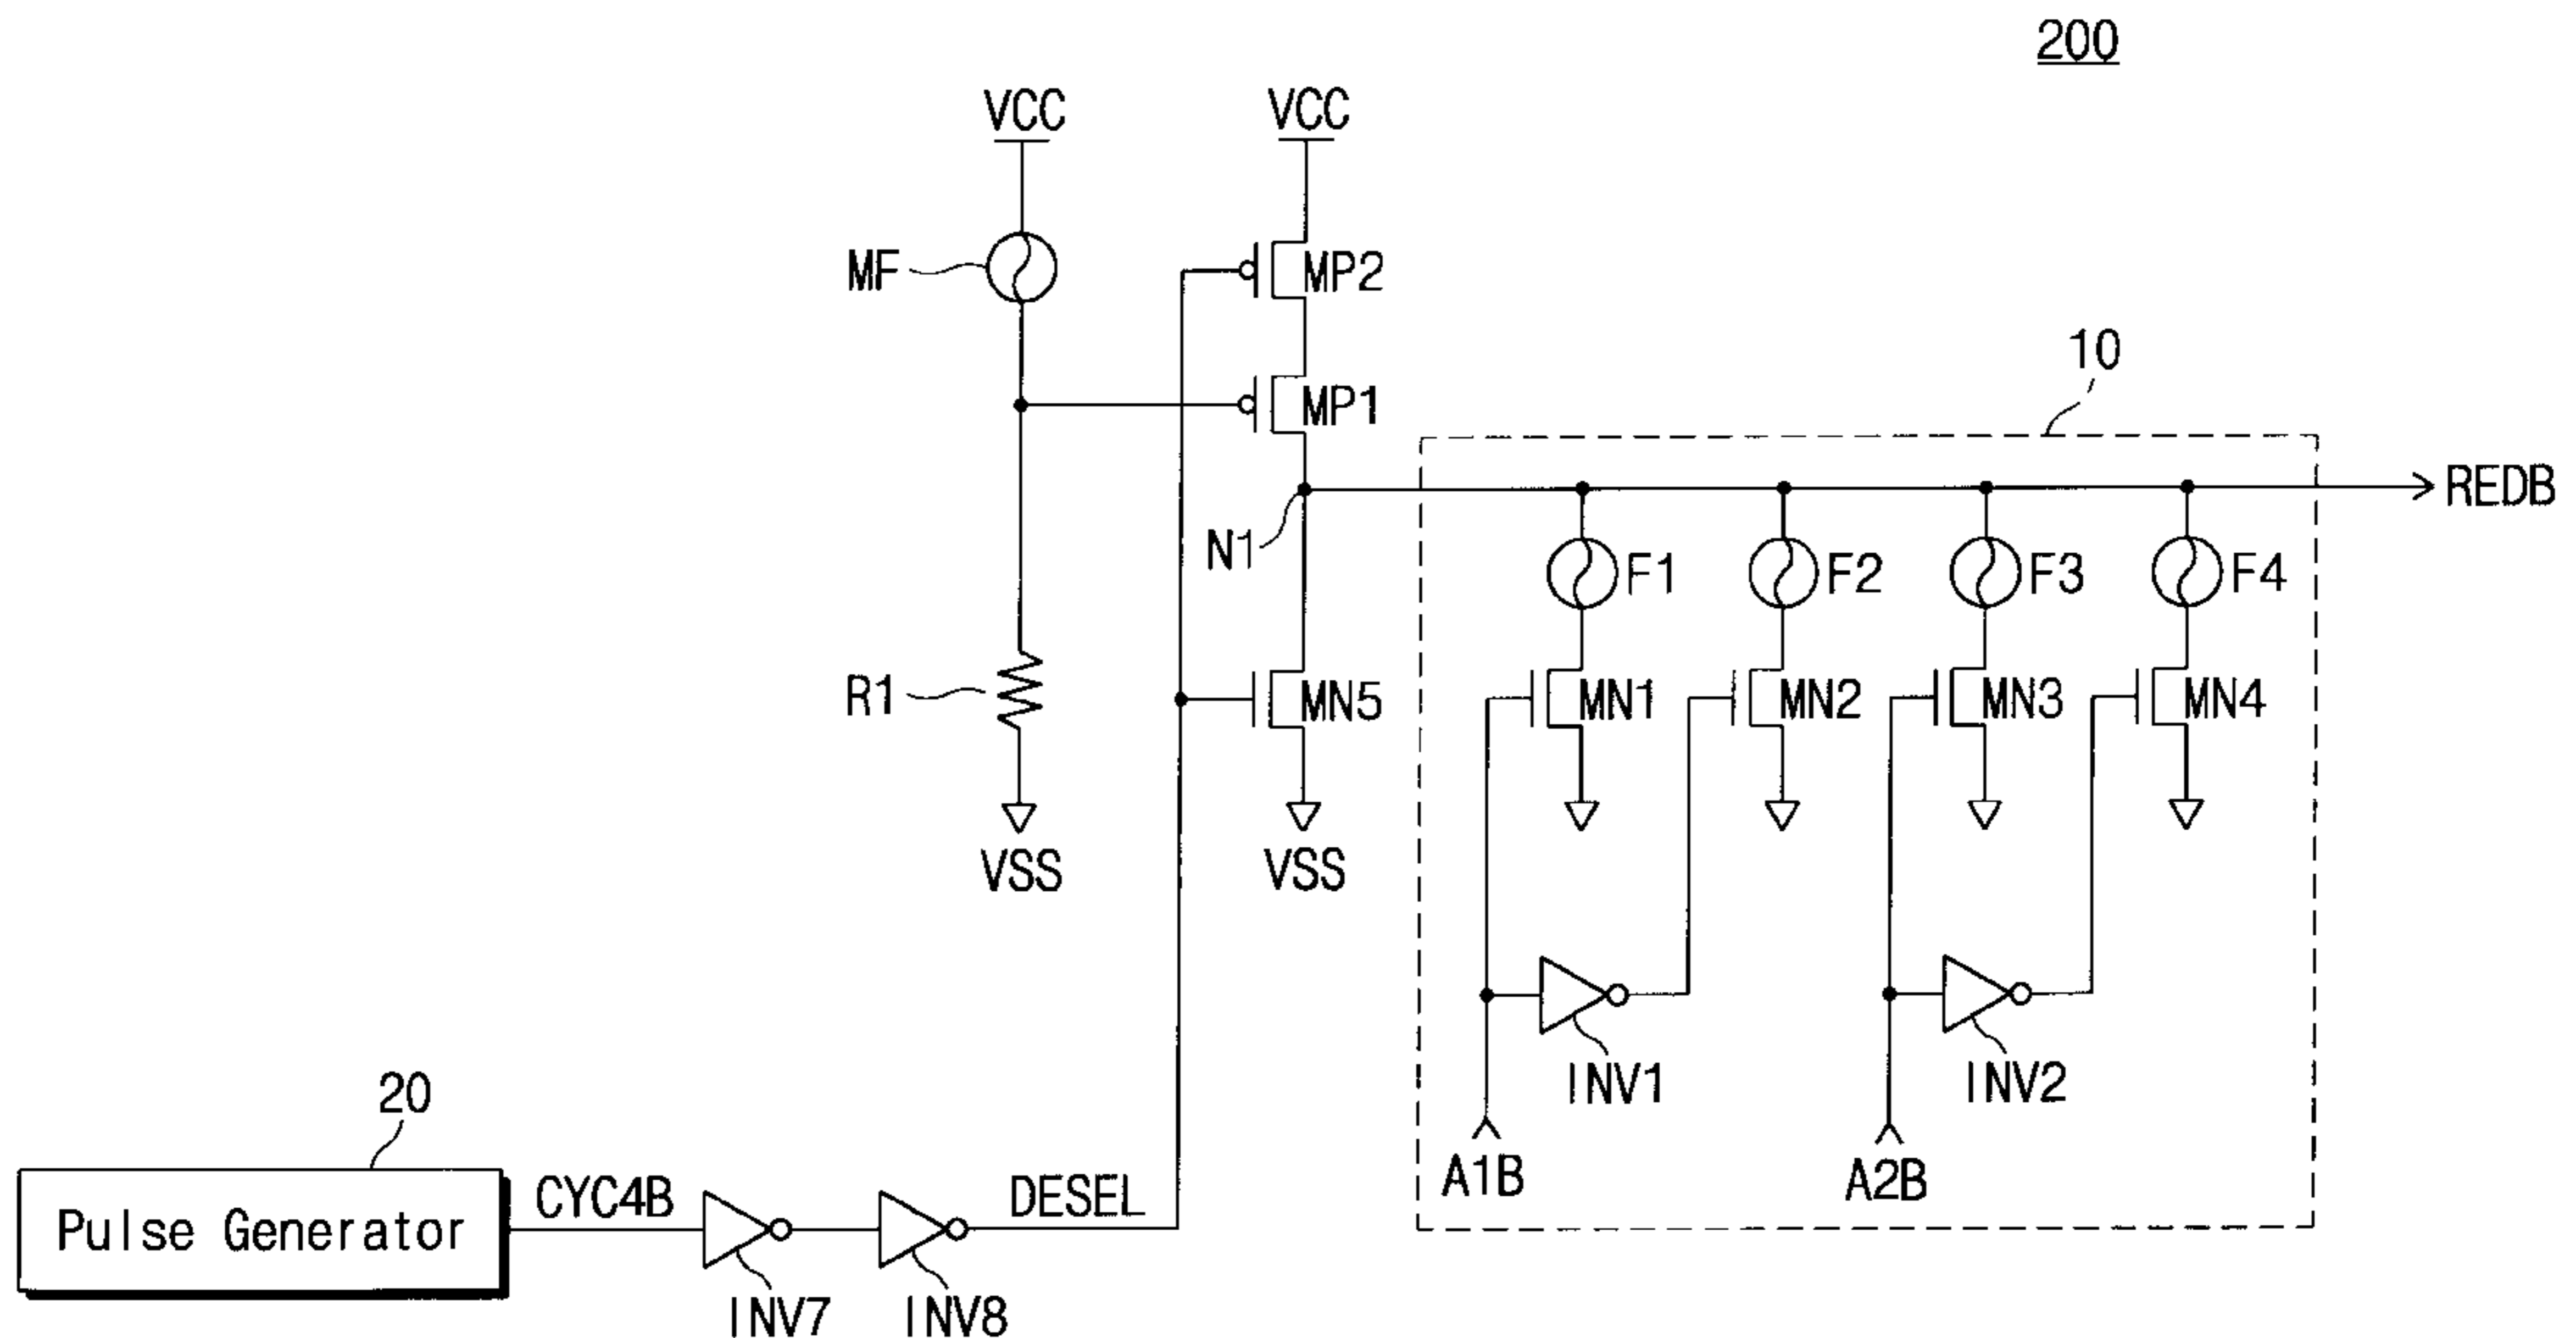 200
VCC
VCC
MF
MP2
MP1
10
REDB
N1
F1
F2
F3
F4
R1
MN5
MN1
MN2
MN3
MN4
VSS
VSS
INV1
INV2
A1B
A2B
20
Pulse Generator
CYC4B
DESEL
INV7
INV8